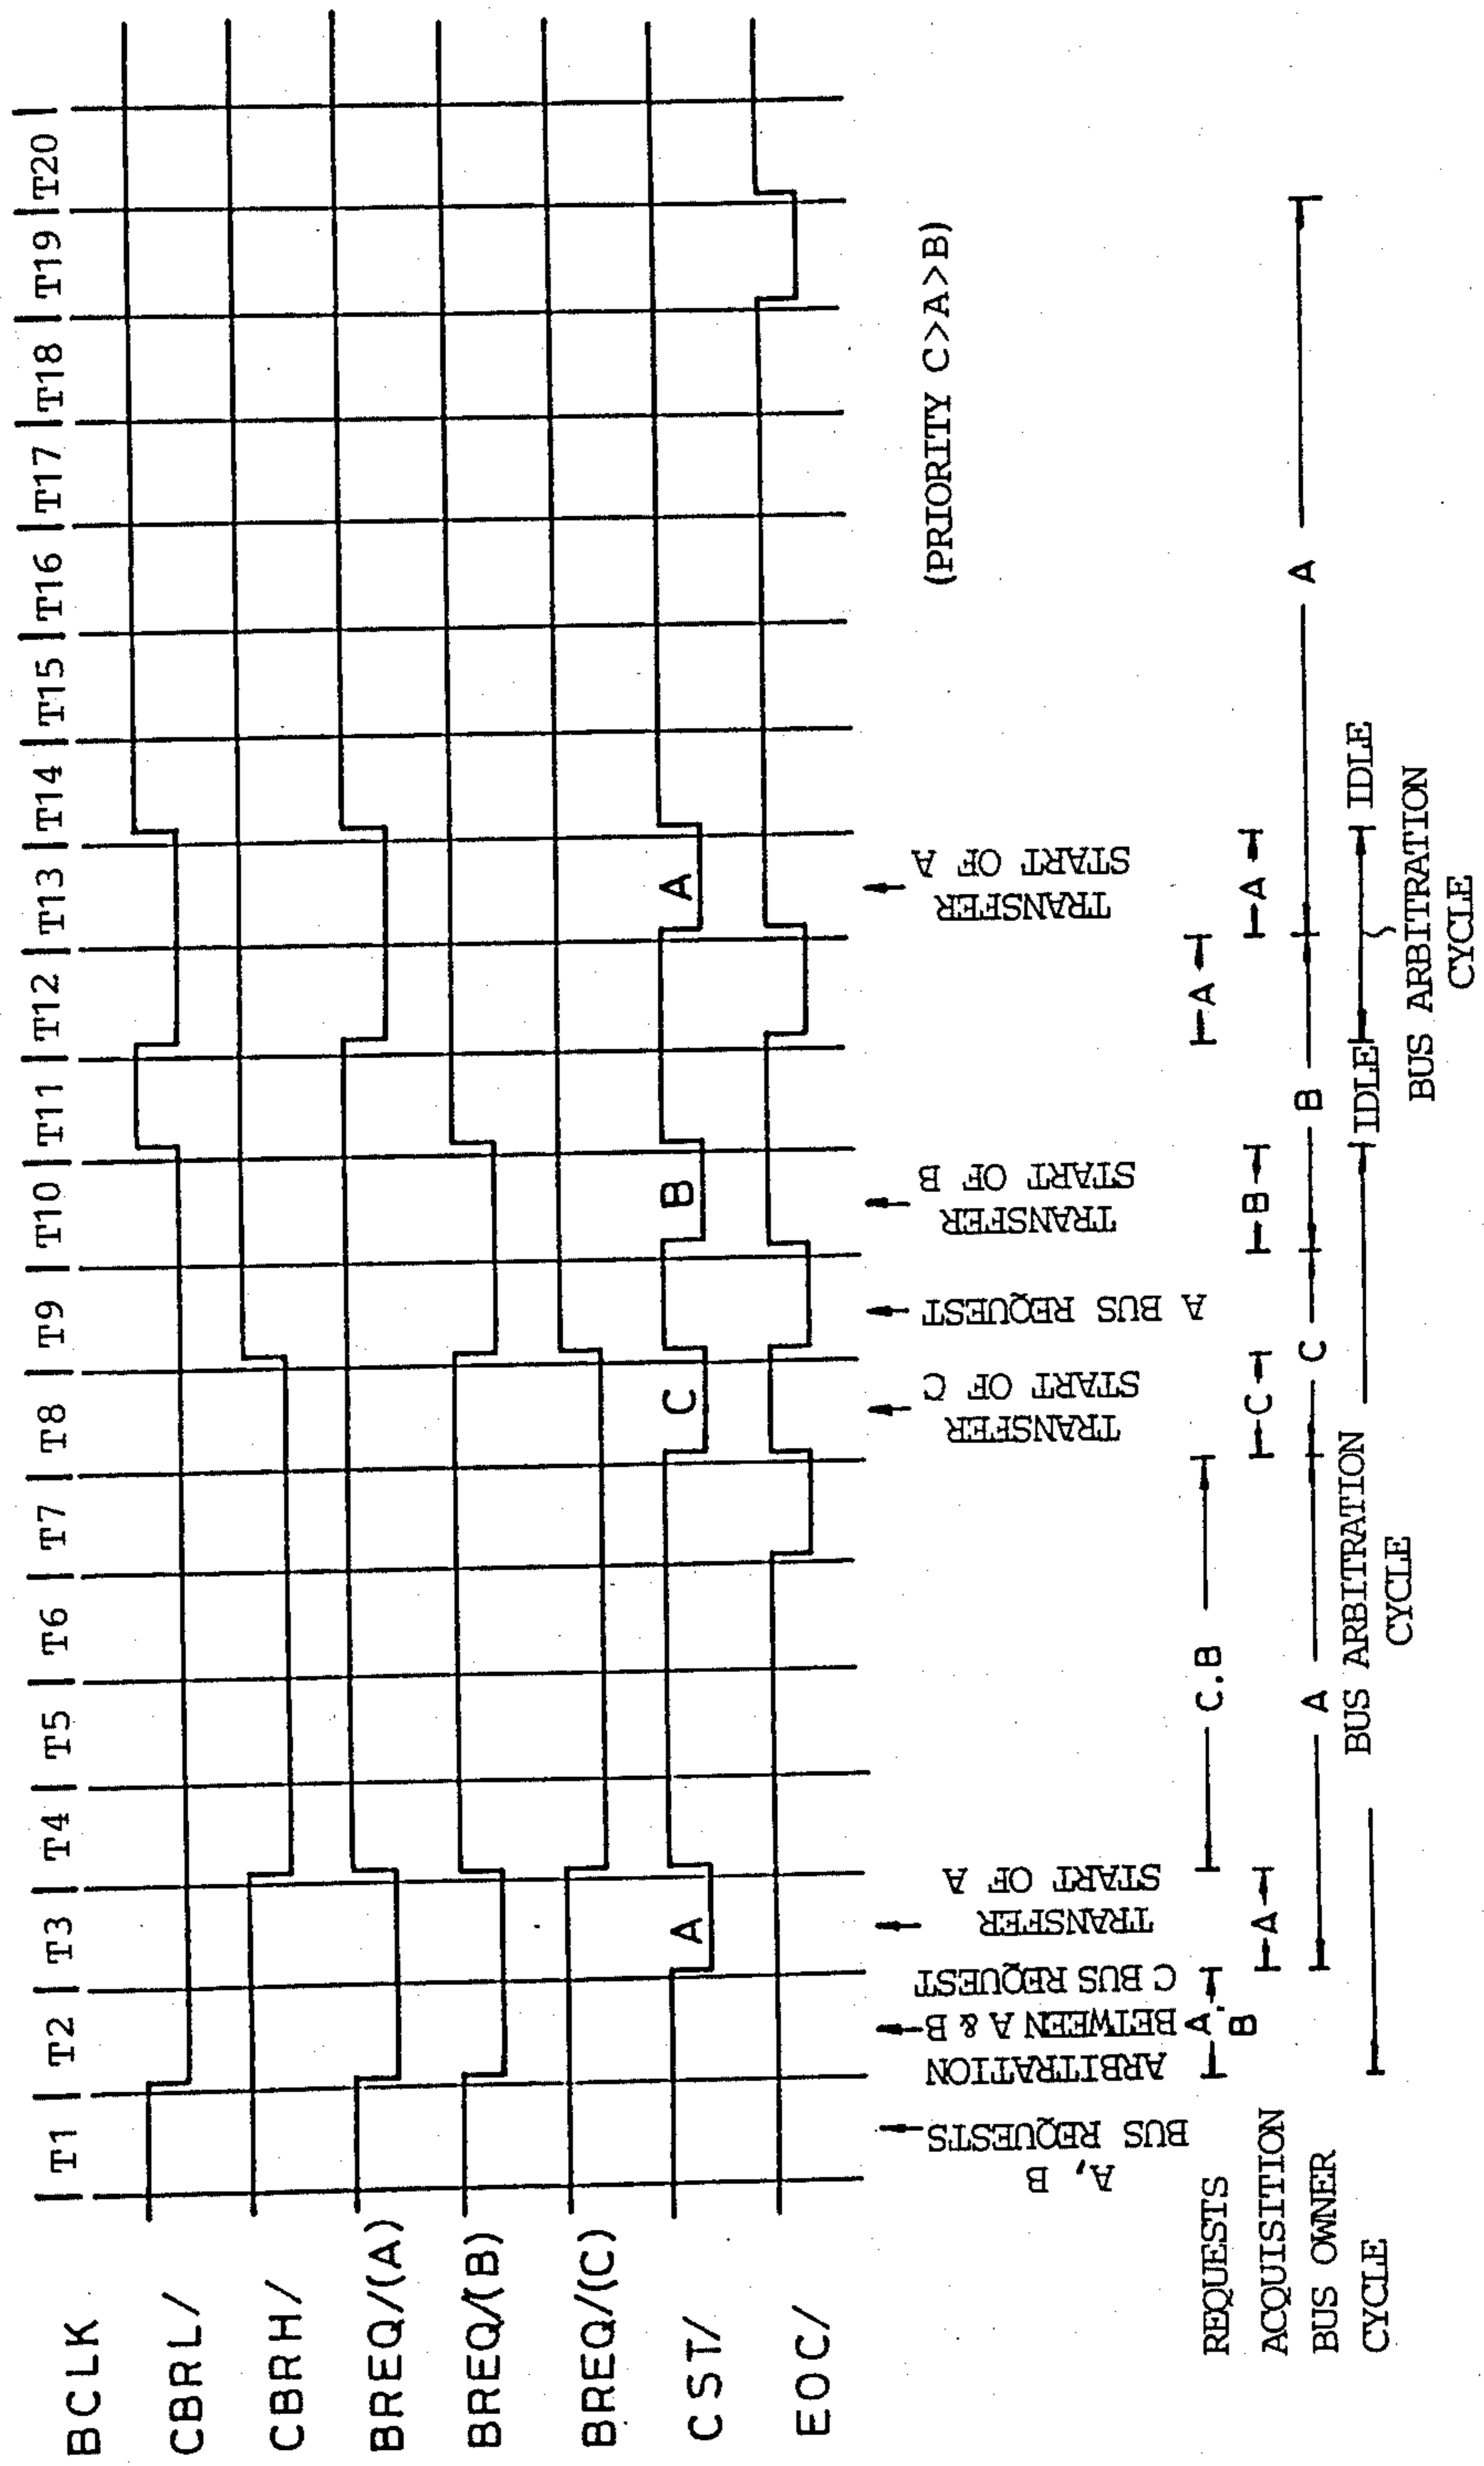 BCLK | T1 | T2 | T3 | T4 | T5 | T6 | T7 | T8 | T9 | T10 | T11 | T12 | T13 | T14 | T15 | T16 | T17 | T18 | T19 | T20 |
CBRL/
CBRH/
BREQ/(A)
BREQ/(B)
BREQ/(C)
CST/ A C B A
EOC/
A, B
BUS REQUESTS
ARBITRATION
BETWEEN A & B
C BUS REQUEST
TRANSFER
START OF A
TRANSFER
START OF C
A BUS REQUEST
TRANSFER
START OF B
TRANSFER
START OF A
(PRIORITY C>A>B)
REQUESTS A. B C.B A
ACQUISITION A C B A
BUS OWNER A C B A
CYCLE BUS ARBITRATION CYCLE IDLE BUS ARBITRATION CYCLE IDLE